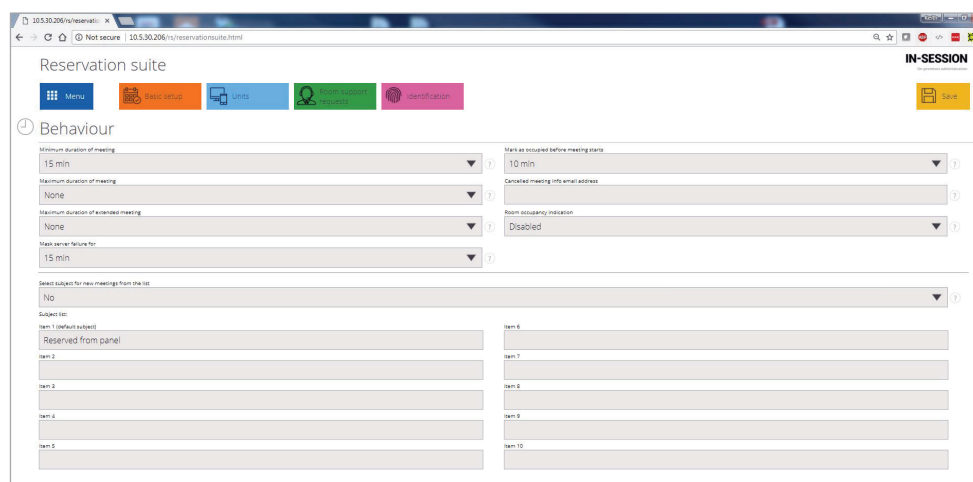 10.5.30.206/rs/reservatio
Not secure 10.5.30.206/rs/reservationsuite.html
Reservation suite
IN-SESSION
Menu
Basic setup
Units
Room support requests
Identification
Save
Behaviour
Minimum duration of meeting
15 min
Mark as occupied before meeting starts
10 min
Maximum duration of meeting
None
Cancelled meeting info email address
Maximum duration of extended meeting
None
Room occupancy indication
Disabled
Mask server failure for
15 min
Select subject for new meetings from the list
No
Subject list:
Item 1 (default subject)
Reserved from panel
Item 6
Item 2
Item 7
Item 3
Item 8
Item 4
Item 9
Item 5
Item 10